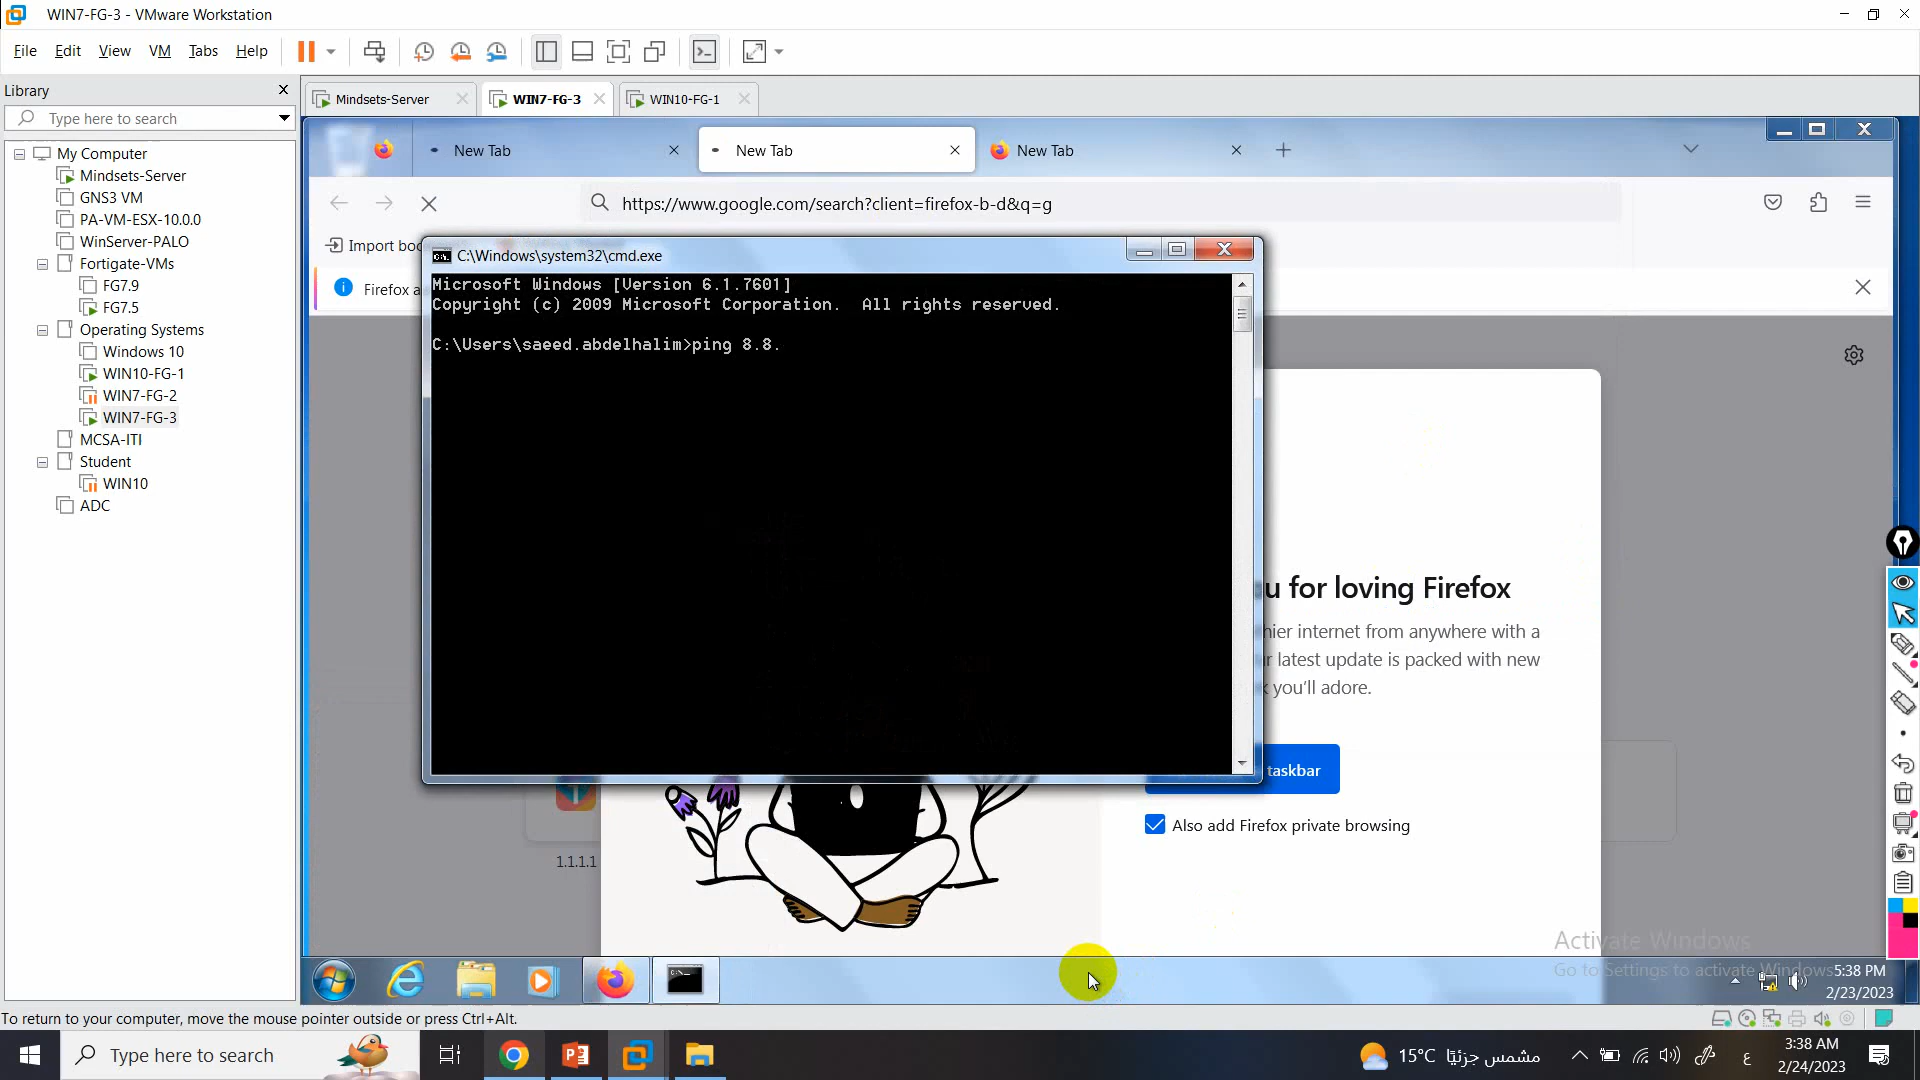 WIN7-FG-3 - VMware Workstation
File Edit View VM Tabs Help
Library
Type here to search
My Computer
Mindsets-Server
GNS3 VM
PA-VM-ESX-10.0.0
WinServer-PALO
Fortigate-VMs
FG7.9
FG7.5
Operating Systems
Windows 10
WIN10-FG-1
WIN7-FG-2
WIN7-FG-3
MCSA-ITI
Student
WIN10
ADC
Mindsets-Server WIN7-FG-3 WIN10-FG-1
New Tab New Tab New Tab
https://www.google.com/search?client=firefox-b-d&q=g
Import
Firefox
C:\Windows\system32\cmd.exe
Microsoft Windows [Version 6.1.7601]
Copyright (c) 2009 Microsoft Corporation. All rights reserved.
C:\Users\saeed.abdelhalim>ping 8.8.
u for loving Firefox
hier internet from anywhere with a
r latest update is packed with new
you'll adore.
taskbar
Also add Firefox private browsing
1.1.1.1
Activate Windows
Go to Settings to activate Windows
5:38 PM
2/23/2023
To return to your computer, move the mouse pointer outside or press Ctrl+Alt.
Type here to search
15°C مشمس جزئيًا
ع
3:38 AM
2/24/2023